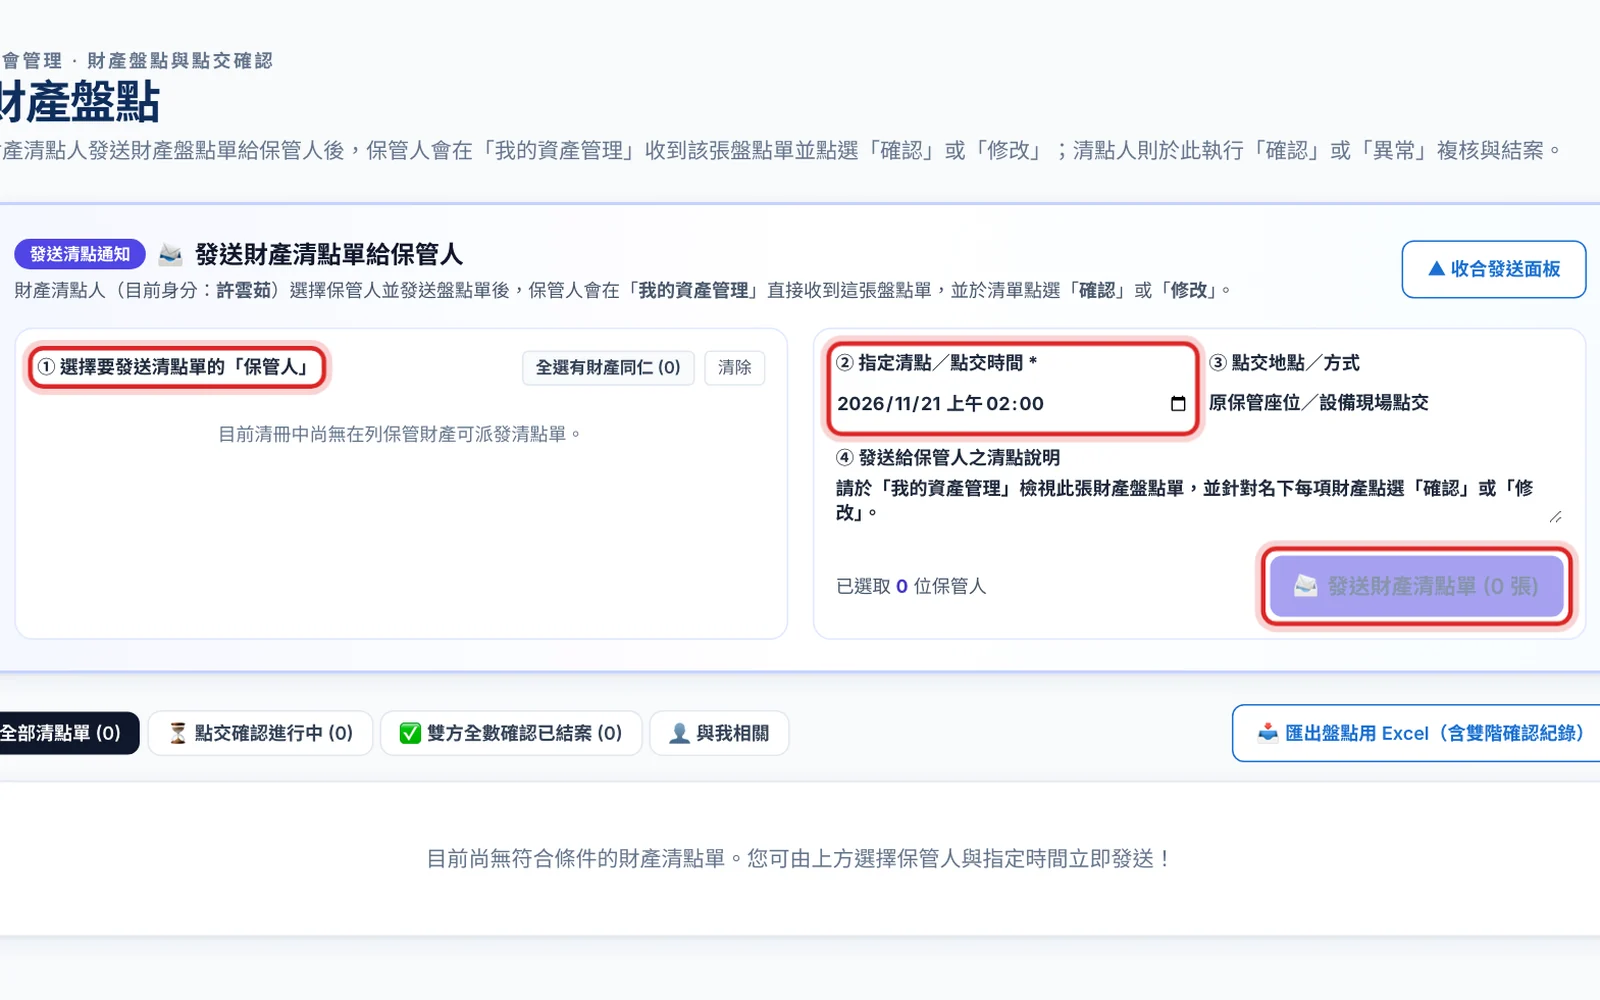 會管理 · 財產盤點與點交確認
財產盤點
產清點人發送財產盤點單給保管人後，保管人會在「我的資產管理」收到該張盤點單並點選「確認」或「修改」；清點人則於此執行「確認」或「異常」複核與結案。
發送清點通知 發送財產清點單給保管人
財產清點人（目前身分：許雲茹）選擇保管人並發送盤點單後，保管人會在「我的資產管理」直接收到這張盤點單，並於清單點選「確認」或「修改」。
▲ 收合發送面板
① 選擇要發送清點單的「保管人」
全選有財產同仁 (0)
清除
目前清冊中尚無在列保管財產可派發清點單。
② 指定清點／點交時間 *
2026/11/21 上午 02:00
③ 點交地點／方式
原保管座位／設備現場點交
④ 發送給保管人之清點說明
請於「我的資產管理」檢視此張財產盤點單，並針對名下每項財產點選「確認」或「修
改」。
已選取 0 位保管人
發送財產清點單 (0 張)
全部清點單 (0)
點交確認進行中 (0)
雙方全數確認已結案 (0)
與我相關
匯出盤點用 Excel（含雙階確認紀錄）
目前尚無符合條件的財產清點單。您可由上方選擇保管人與指定時間立即發送！